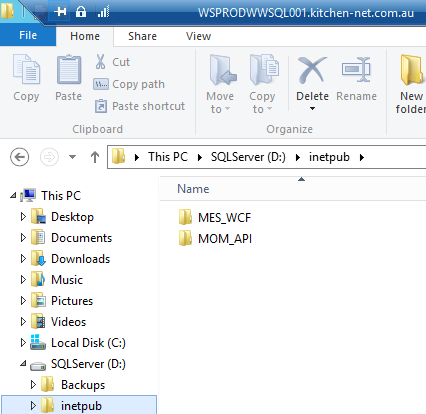 WSPRODWWSQL001.kitchen-net.com.au
File Home Share View
Copy Paste Cut Copy path Paste shortcut Move to Copy to Delete Rename New folder
Clipboard Organize
This PC SQLServer (D:) inetpub
Name
This PC
Desktop
Documents
Downloads
Music
Pictures
Videos
Local Disk (C:)
SQLServer (D:)
Backups
inetpub
MES_WCF
MOM_API